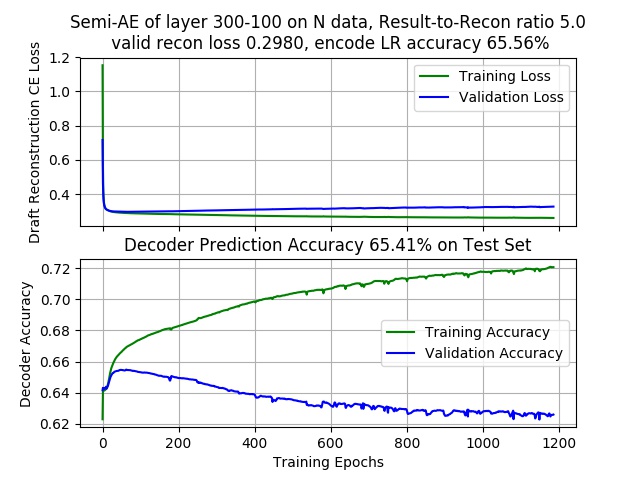 Semi-AE of layer 300-100 on N data, Result-to-Recon ratio 5.0
valid recon loss 0.2980, encode LR accuracy 65.56%
Draft Reconstruction CE Loss
1.2
1.0
0.8
0.6
0.4
Training Loss
Validation Loss
Decoder Prediction Accuracy 65.41% on Test Set
Decoder Accuracy
0.72
0.70
0.68
0.66
0.64
0.62
Training Accuracy
Validation Accuracy
0 200 400 600 800 1000 1200
Training Epochs